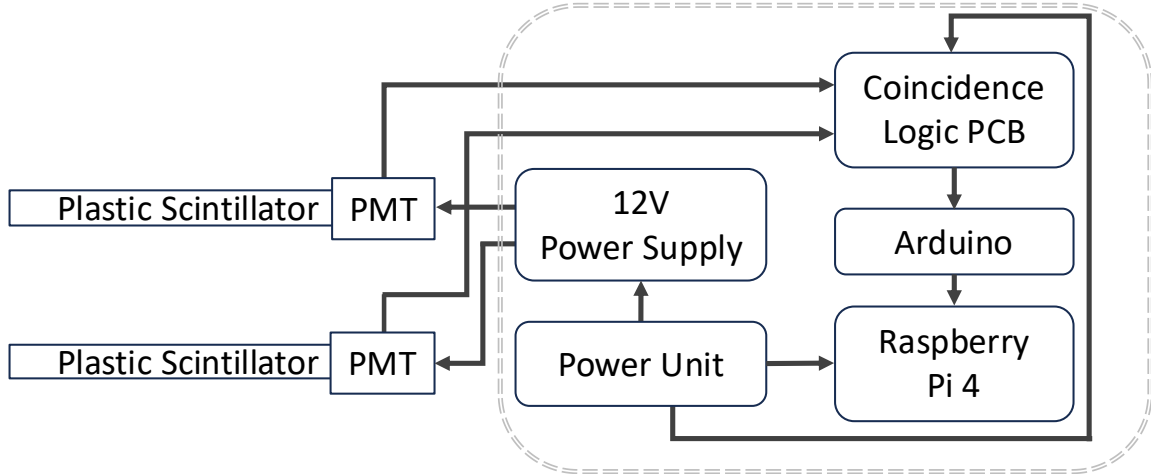 Coincidence
Logic PCB
Plastic Scintillator
PMT
12V
Power Supply
Arduino
Plastic Scintillator
PMT
Power Unit
Raspberry
Pi 4